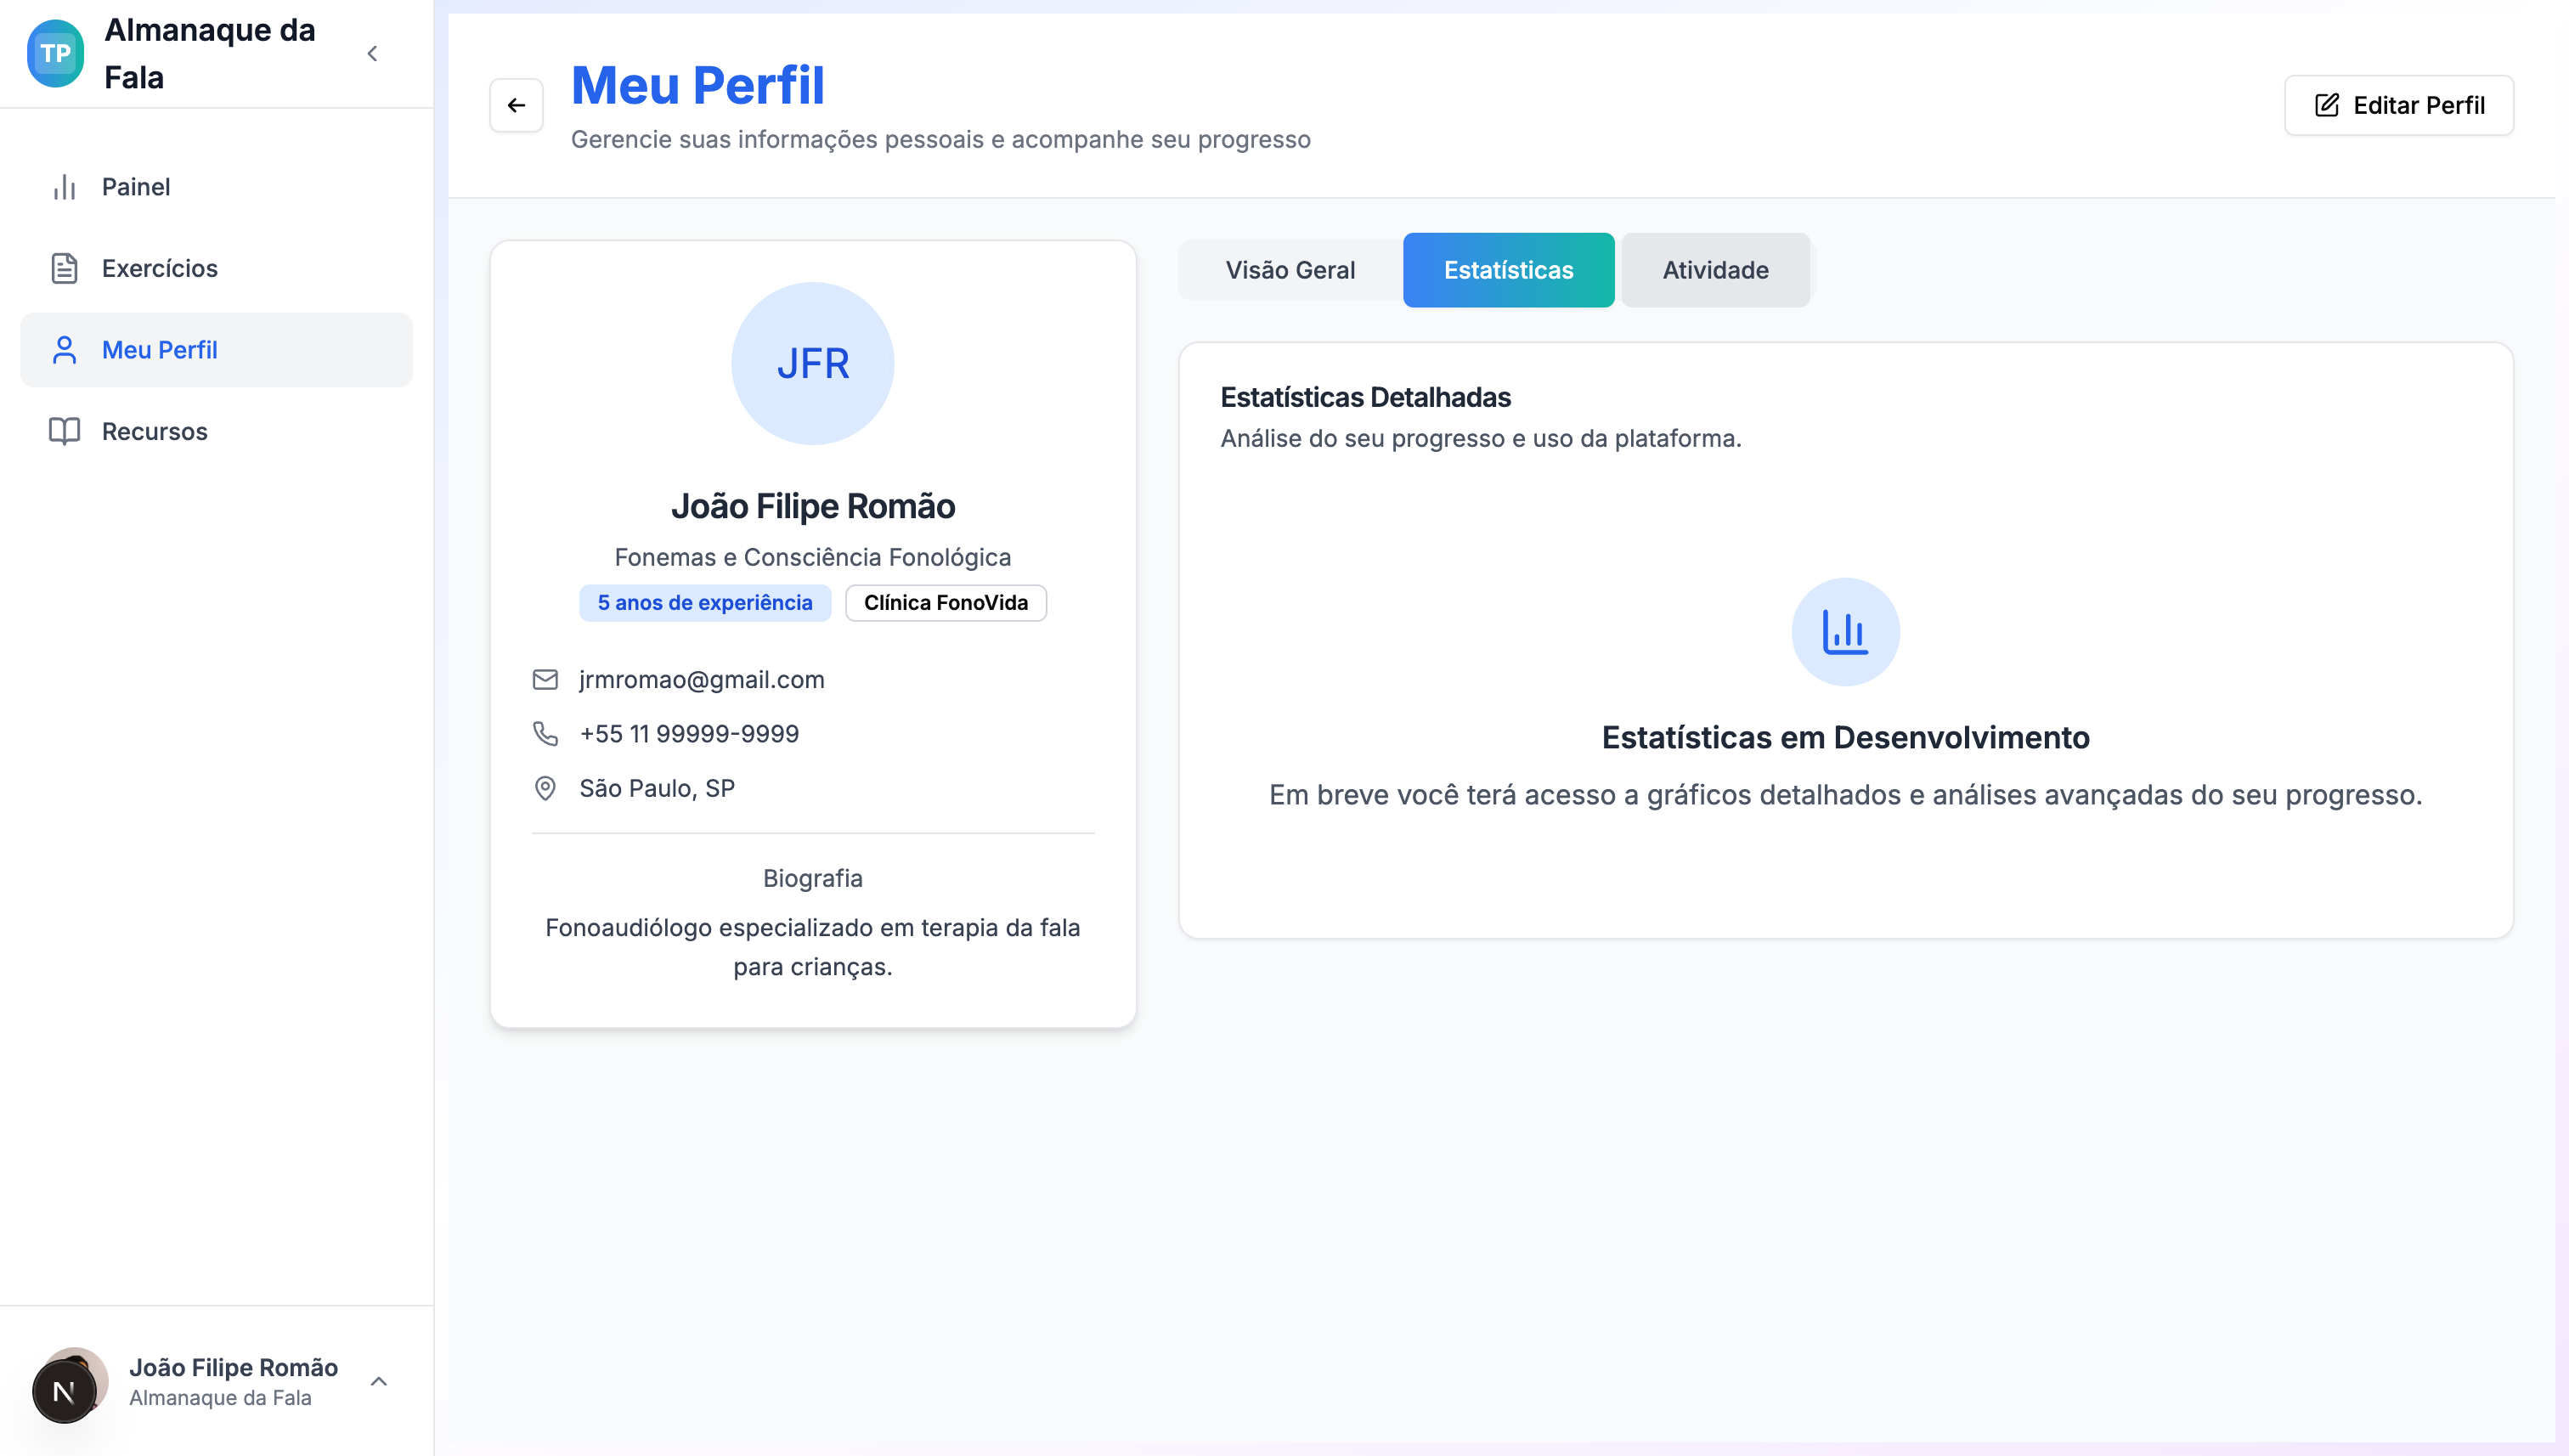 TP
Almanaque da
Fala
Painel
Exercícios
Meu Perfil
Recursos
João Filipe Romão
Almanaque da Fala
N
Meu Perfil
Gerencie suas informações pessoais e acompanhe seu progresso
Editar Perfil
JFR
João Filipe Romão
Fonemas e Consciência Fonológica
5 anos de experiência
Clínica FonoVida
jrmromao@gmail.com
+55 11 99999-9999
São Paulo, SP
Biografia
Fonoaudiólogo especializado em terapia da fala
para crianças.
Visão Geral
Estatísticas
Atividade
Estatísticas Detalhadas
Análise do seu progresso e uso da plataforma.
Estatísticas em Desenvolvimento
Em breve você terá acesso a gráficos detalhados e análises avançadas do seu progresso.